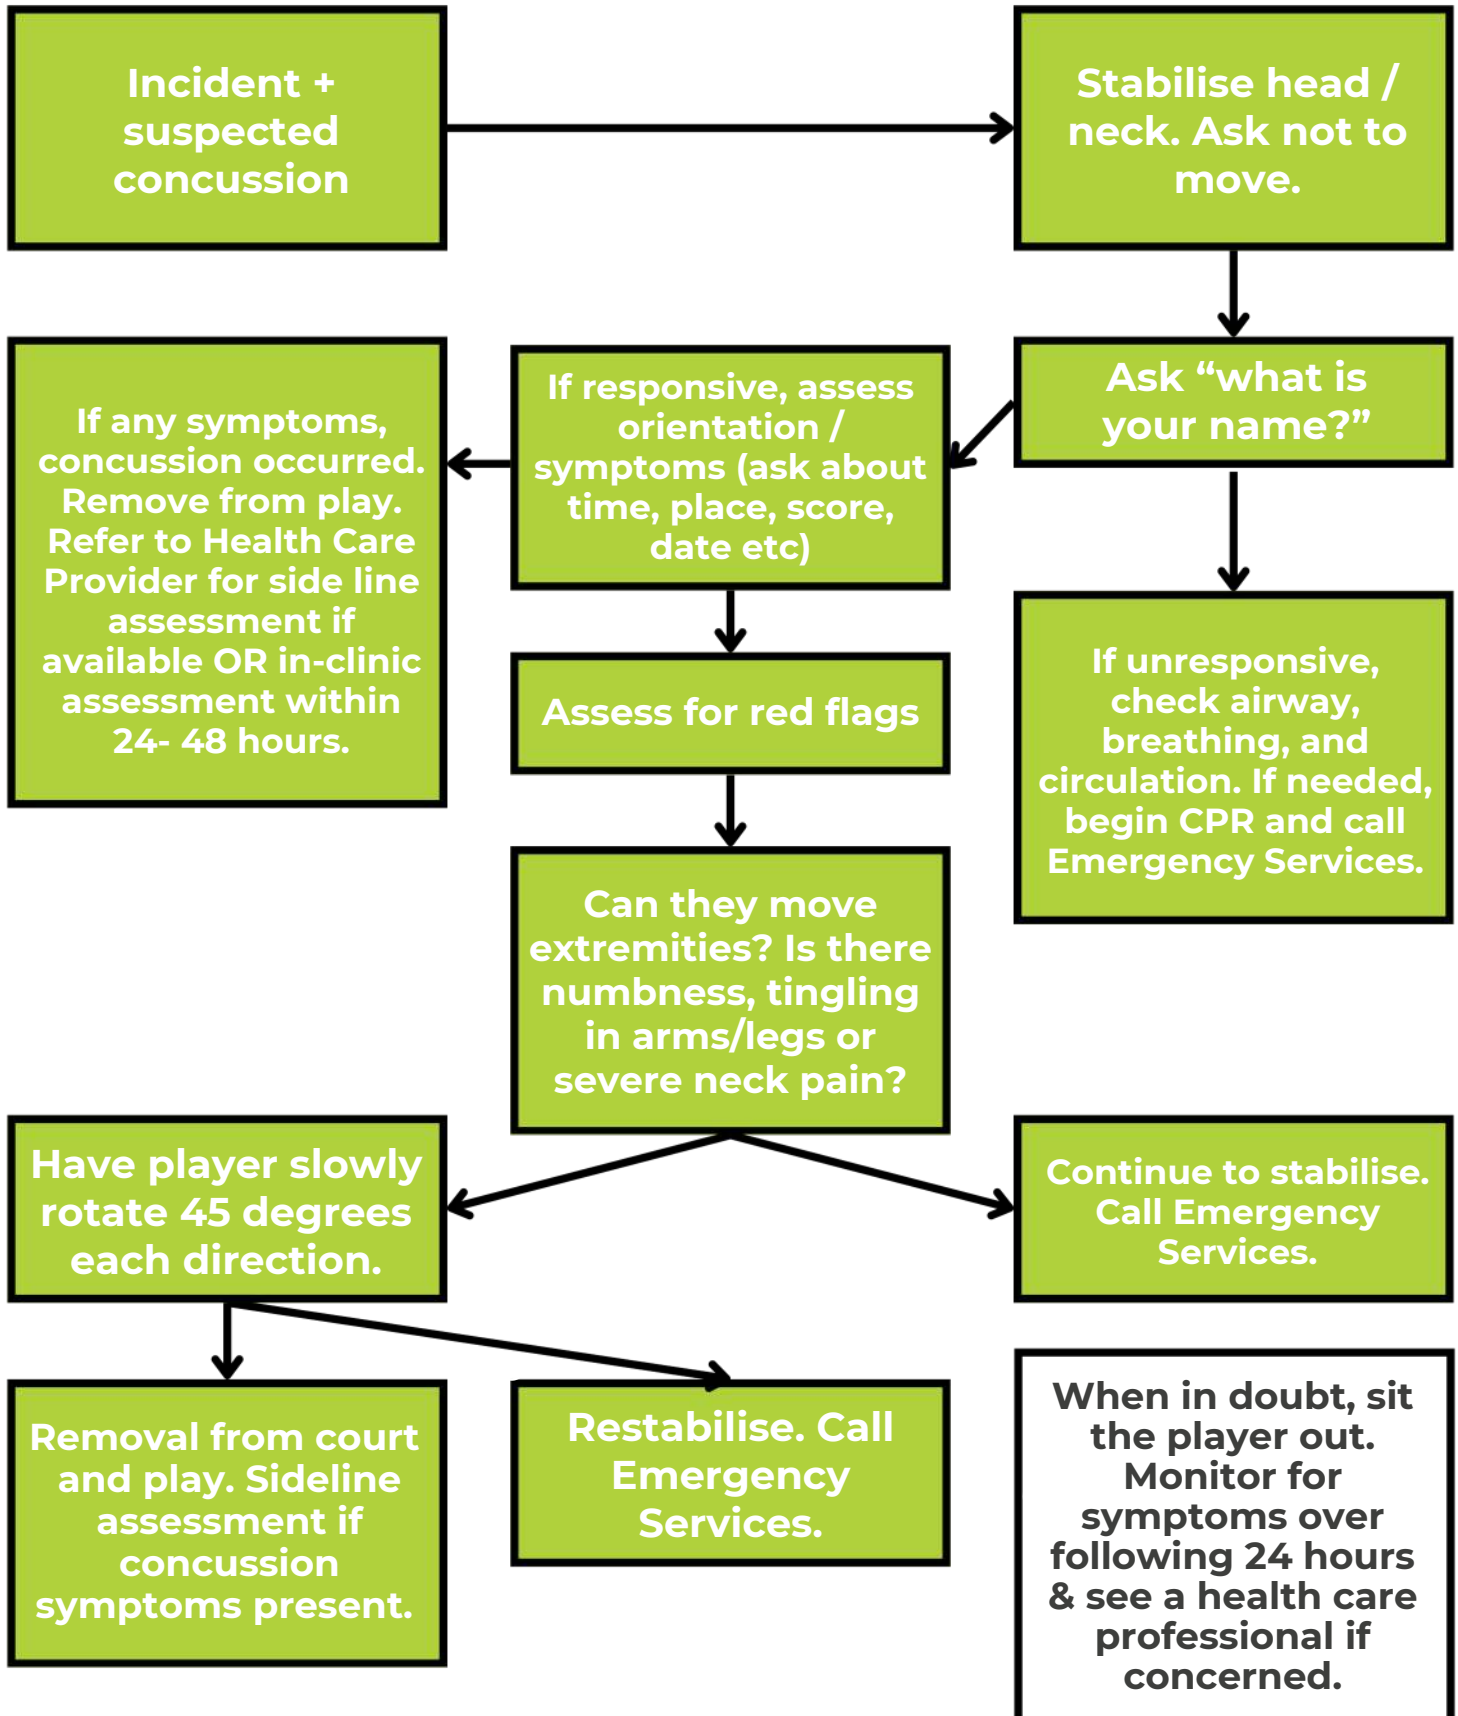 Incident +
suspected
concussion
Stabilise head /
neck. Ask not to
move.
Ask “what is
your name?”
If responsive, assess
orientation /
symptoms (ask about
time, place, score,
date etc)
If any symptoms,
concussion occurred.
Remove from play.
Refer to Health Care
Provider for side line
assessment if
available OR in-clinic
assessment within
24- 48 hours.
If unresponsive,
check airway,
breathing, and
circulation. If needed,
begin CPR and call
Emergency Services.
Assess for red flags
Can they move
extremities? Is there
numbness, tingling
in arms/legs or
severe neck pain?
Have player slowly
rotate 45 degrees
each direction.
Continue to stabilise.
Call Emergency
Services.
Removal from court
and play. Sideline
assessment if
concussion
symptoms present.
Restabilise. Call
Emergency
Services.
When in doubt, sit
the player out.
Monitor for
symptoms over
following 24 hours
& see a health care
professional if
concerned.